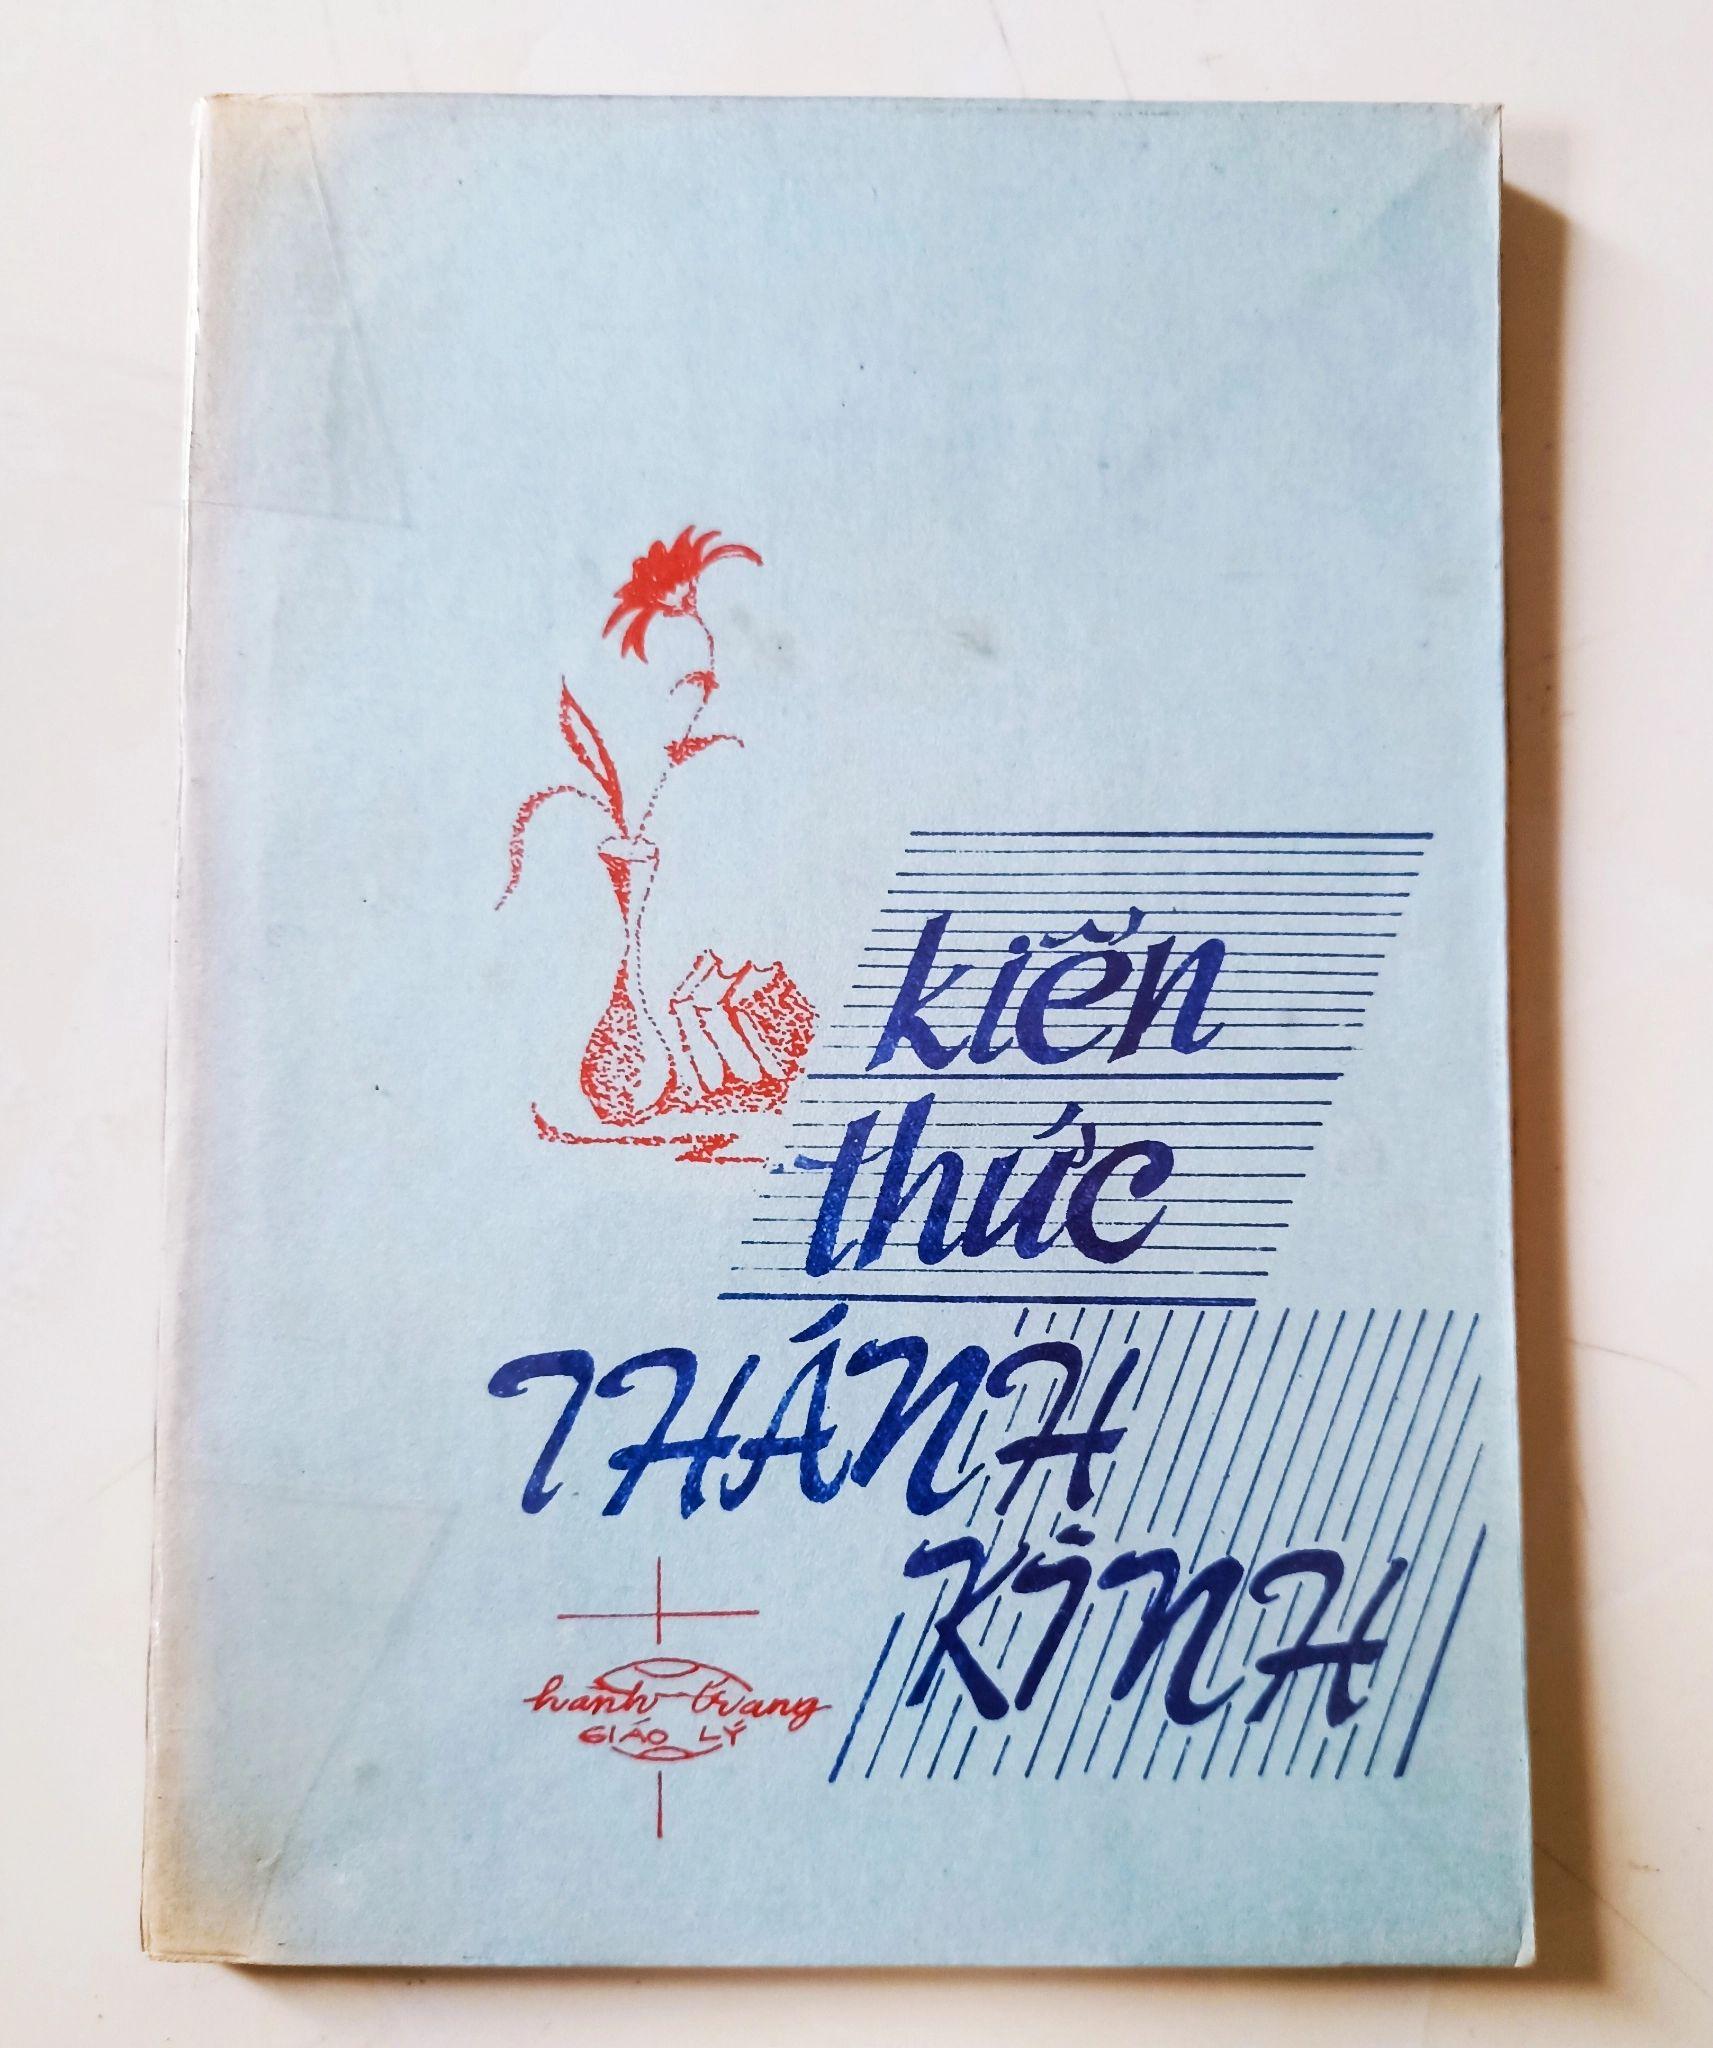 kiến
thức
THÁNH
KINH
hành trang
GIÁO LÝ